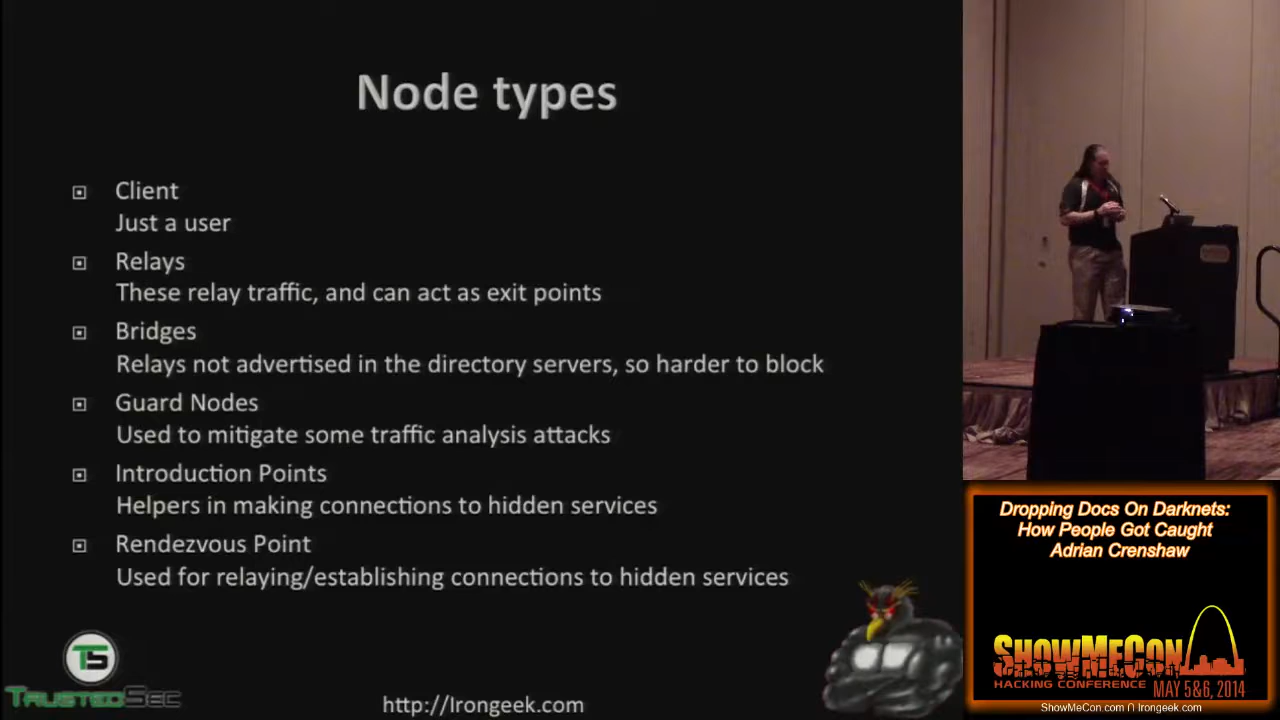 Node types
Client
Just a user
Relays
These relay traffic, and can act as exit points
Bridges
Relays not advertised in the directory servers, so harder to block
Guard Nodes
Used to mitigate some traffic analysis attacks
Introduction Points
Helpers in making connections to hidden services
Rendezvous Point
Used for relaying/establishing connections to hidden services
TS
TRUSTEDSEC
http://Irongeek.com
Dropping Docs On Darknets:
How People Got Caught
Adrian Crenshaw
SHOWMECON
HACKING CONFERENCE MAY 5&6, 2014
ShowMeCon.com ∩ Irongeek.com